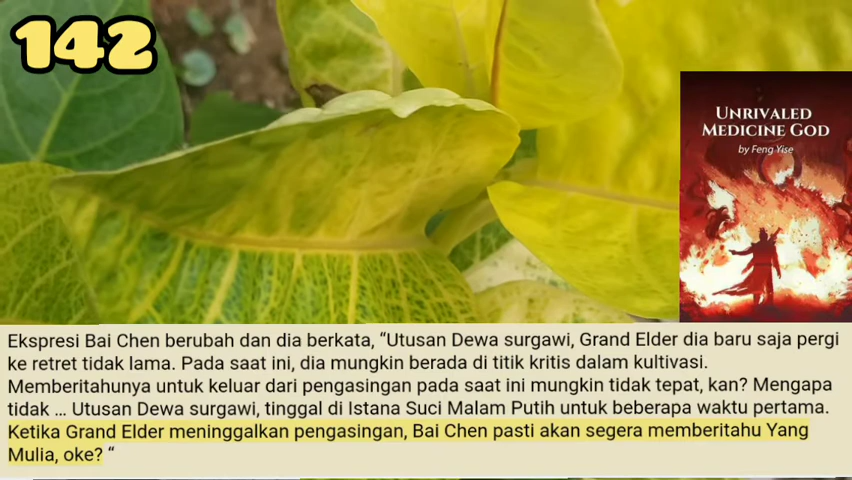 142
UNRIVALED
MEDICINE GOD
by Feng Yise
Ekspresi Bai Chen berubah dan dia berkata, “Utusan Dewa surgawi, Grand Elder dia baru saja pergi
ke retret tidak lama. Pada saat ini, dia mungkin berada di titik kritis dalam kultivasi.
Memberitahunya untuk keluar dari pengasingan pada saat ini mungkin tidak tepat, kan? Mengapa
tidak ... Utusan Dewa surgawi, tinggal di Istana Suci Malam Putih untuk beberapa waktu pertama.
Ketika Grand Elder meninggalkan pengasingan, Bai Chen pasti akan segera memberitahu Yang
Mulia, oke? “